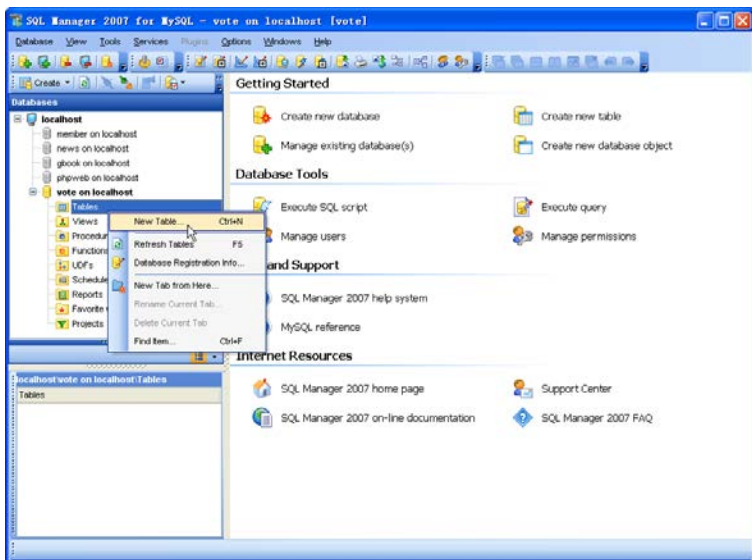 SQL Manager 2007 for MySQL - vote on localhost [vote]
Database View Tools Services Plugins Options Windows Help
Create
Databases
localhost
member on localhost
news on localhost
gbook on localhost
phpweb on localhost
vote on localhost
Tables
Views
Procedur
Functions
UDFs
Schedule
Reports
Favorite
Projects
New Table... Ctrl+N
Refresh Tables F5
Database Registration Info...
New Tab from Here...
Rename Current Tab...
Delete Current Tab
Find Item... Ctrl+F
localhost\vote on localhost\Tables
Tables
Getting Started
Create new database
Create new table
Manage existing database(s)
Create new database object
Database Tools
Execute SQL script
Execute query
Manage users
Manage permissions
and Support
SQL Manager 2007 help system
MySQL reference
Internet Resources
SQL Manager 2007 home page
Support Center
SQL Manager 2007 on-line documentation
SQL Manager 2007 FAQ